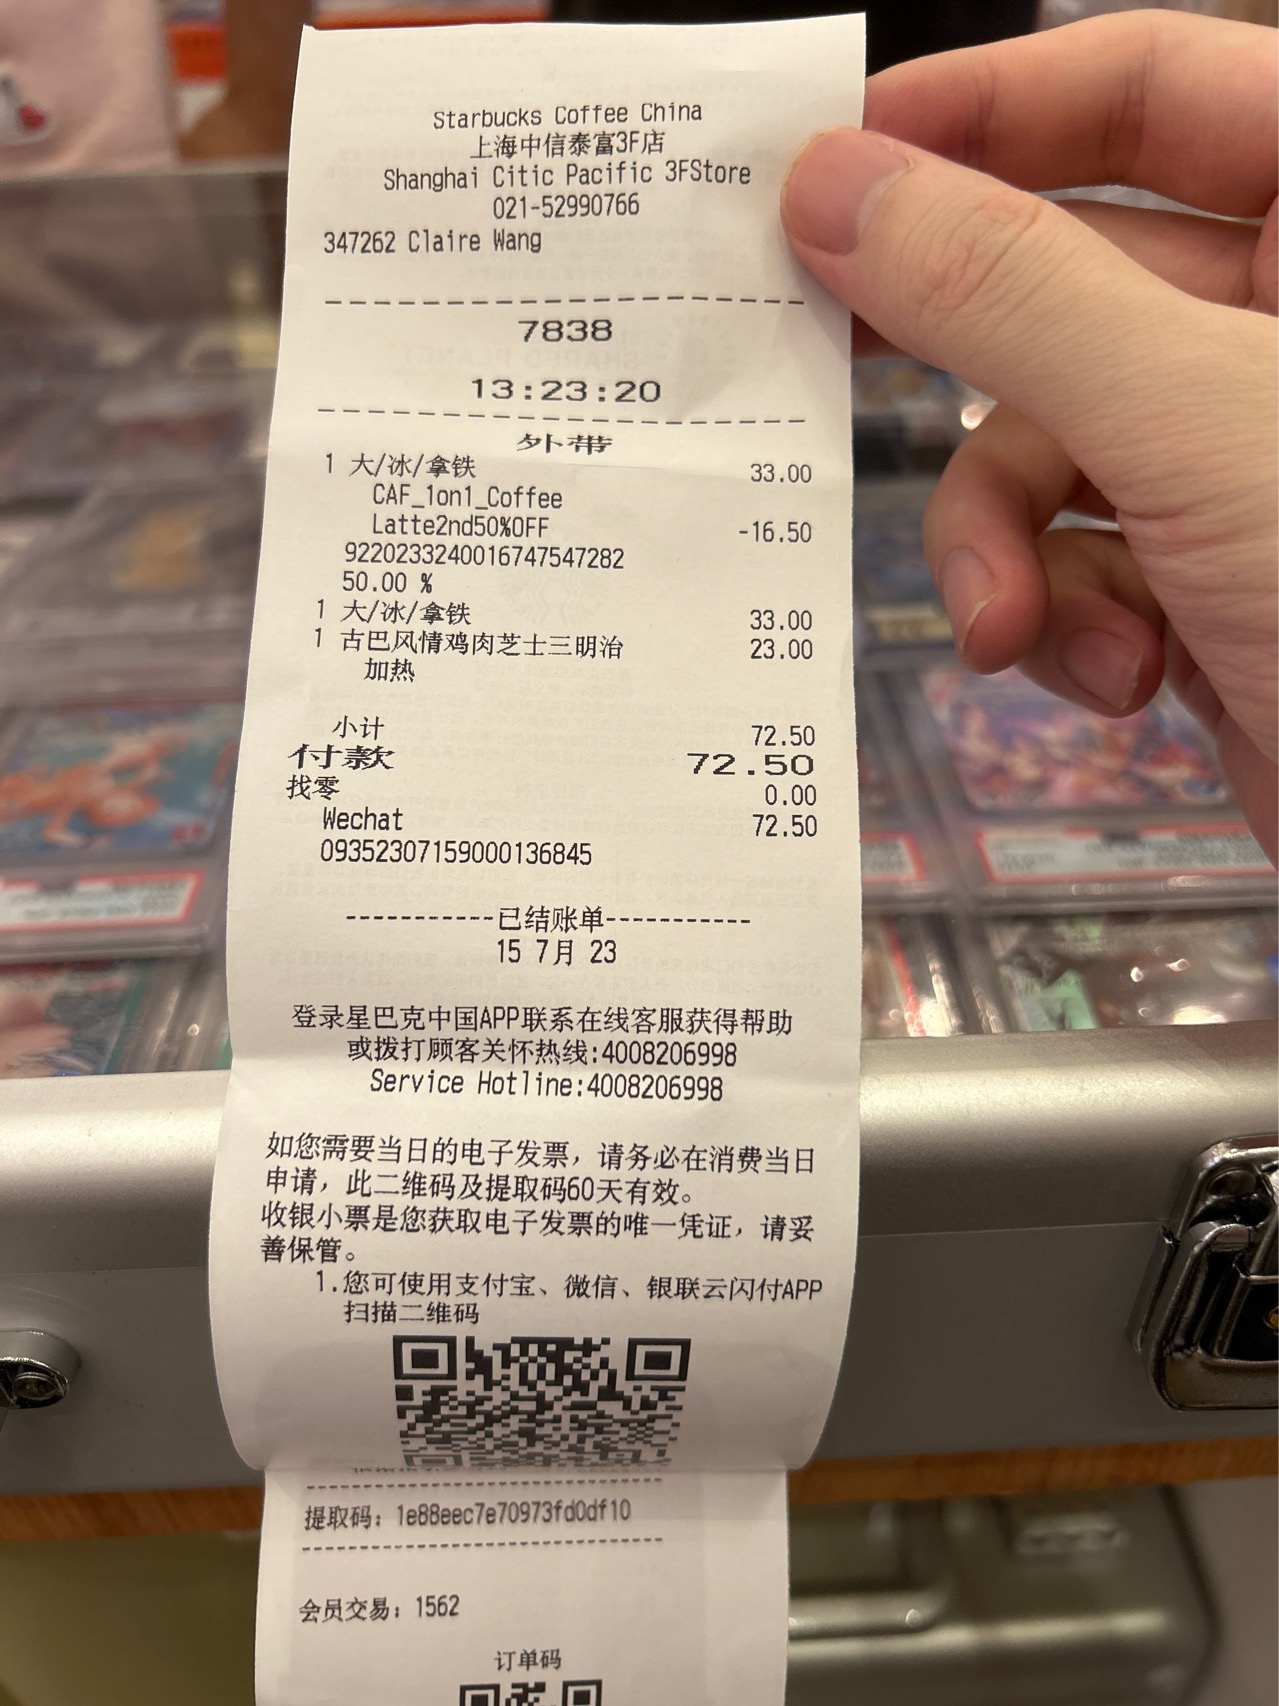 Starbucks Coffee China
上海中信泰富3F店
Shanghai Citic Pacific 3FStore
021-52990766
347262 Claire Wang
7838
13:23:20
外带
1 大/冰/拿铁 33.00
CAF_1on1_Coffee
Latte2nd50%OFF -16.50
9220233240016747547282
50.00 %
1 大/冰/拿铁 33.00
1 古巴风情鸡肉芝士三明治 23.00
加热
小计 72.50
付款 72.50
找零 0.00
Wechat 72.50
09352307159000136845
-----------已结账单-----------
15 7月 23
登录星巴克中国APP联系在线客服获得帮助
或拨打顾客关怀热线:4008206998
Service Hotline:4008206998
如您需要当日的电子发票，请务必在消费当日
申请，此二维码及提取码60天有效。
收银小票是您获取电子发票的唯一凭证，请妥
善保管。
1.您可使用支付宝、微信、银联云闪付APP
扫描二维码
提取码：1e88eec7e70973fd0df10
会员交易：1562
订单码